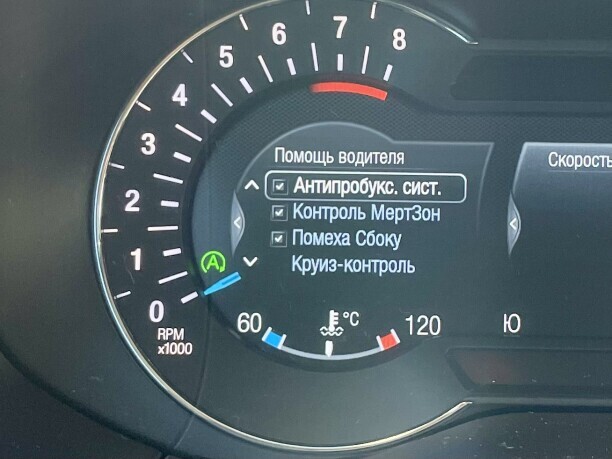 8
7
6
5
4
3
2
1
0
RPM
x1000
Помощь водителя
Антипробукс. сист.
Контроль МертЗон
Помеха Сбоку
Круиз-контроль
Скорость
A
60
°C
120
Ю